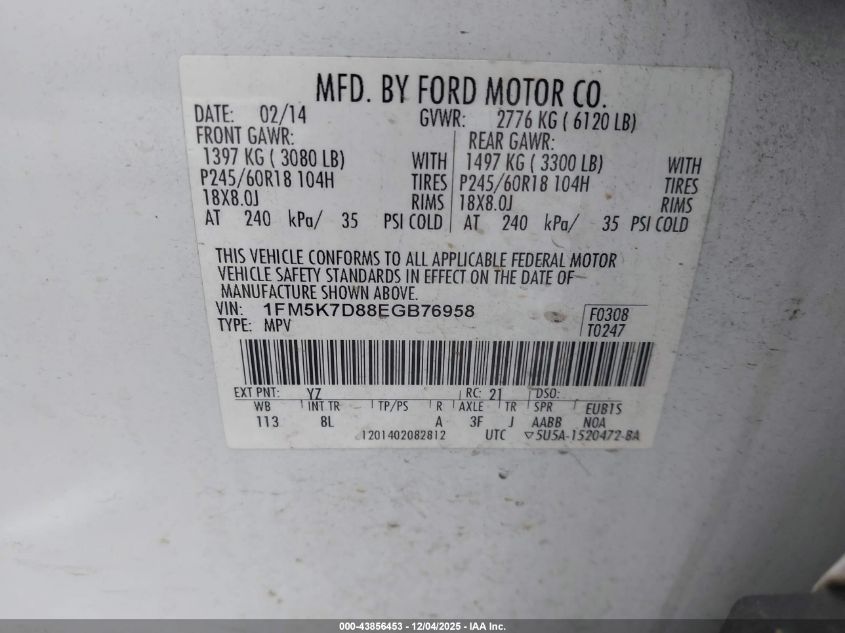 MFD. BY FORD MOTOR CO.
DATE: 02/14 GVWR: 2776 KG ( 6120 LB)
FRONT GAWR: REAR GAWR:
1397 KG ( 3080 LB) WITH 1497 KG ( 3300 LB) WITH
P245/60R18 104H TIRES P245/60R18 104H TIRES
18X8.0J RIMS 18X8.0J RIMS
AT 240 kPa/ 35 PSI COLD AT 240 kPa/ 35 PSI COLD
THIS VEHICLE CONFORMS TO ALL APPLICABLE FEDERAL MOTOR
VEHICLE SAFETY STANDARDS IN EFFECT ON THE DATE OF
MANUFACTURE SHOWN ABOVE.
VIN: 1FM5K7D88EGB76958 F0308
TYPE: MPV T0247
EXT PNT: YZ RC: 21 DSO:
WB INT TR TP/PS R AXLE TR SPR EUB1S
113 8L A 3F J AABB NOA
1201402082812 UTC ▽5U5A-1520472-BA
000-43856453 - 12/04/2025 - IAA Inc.